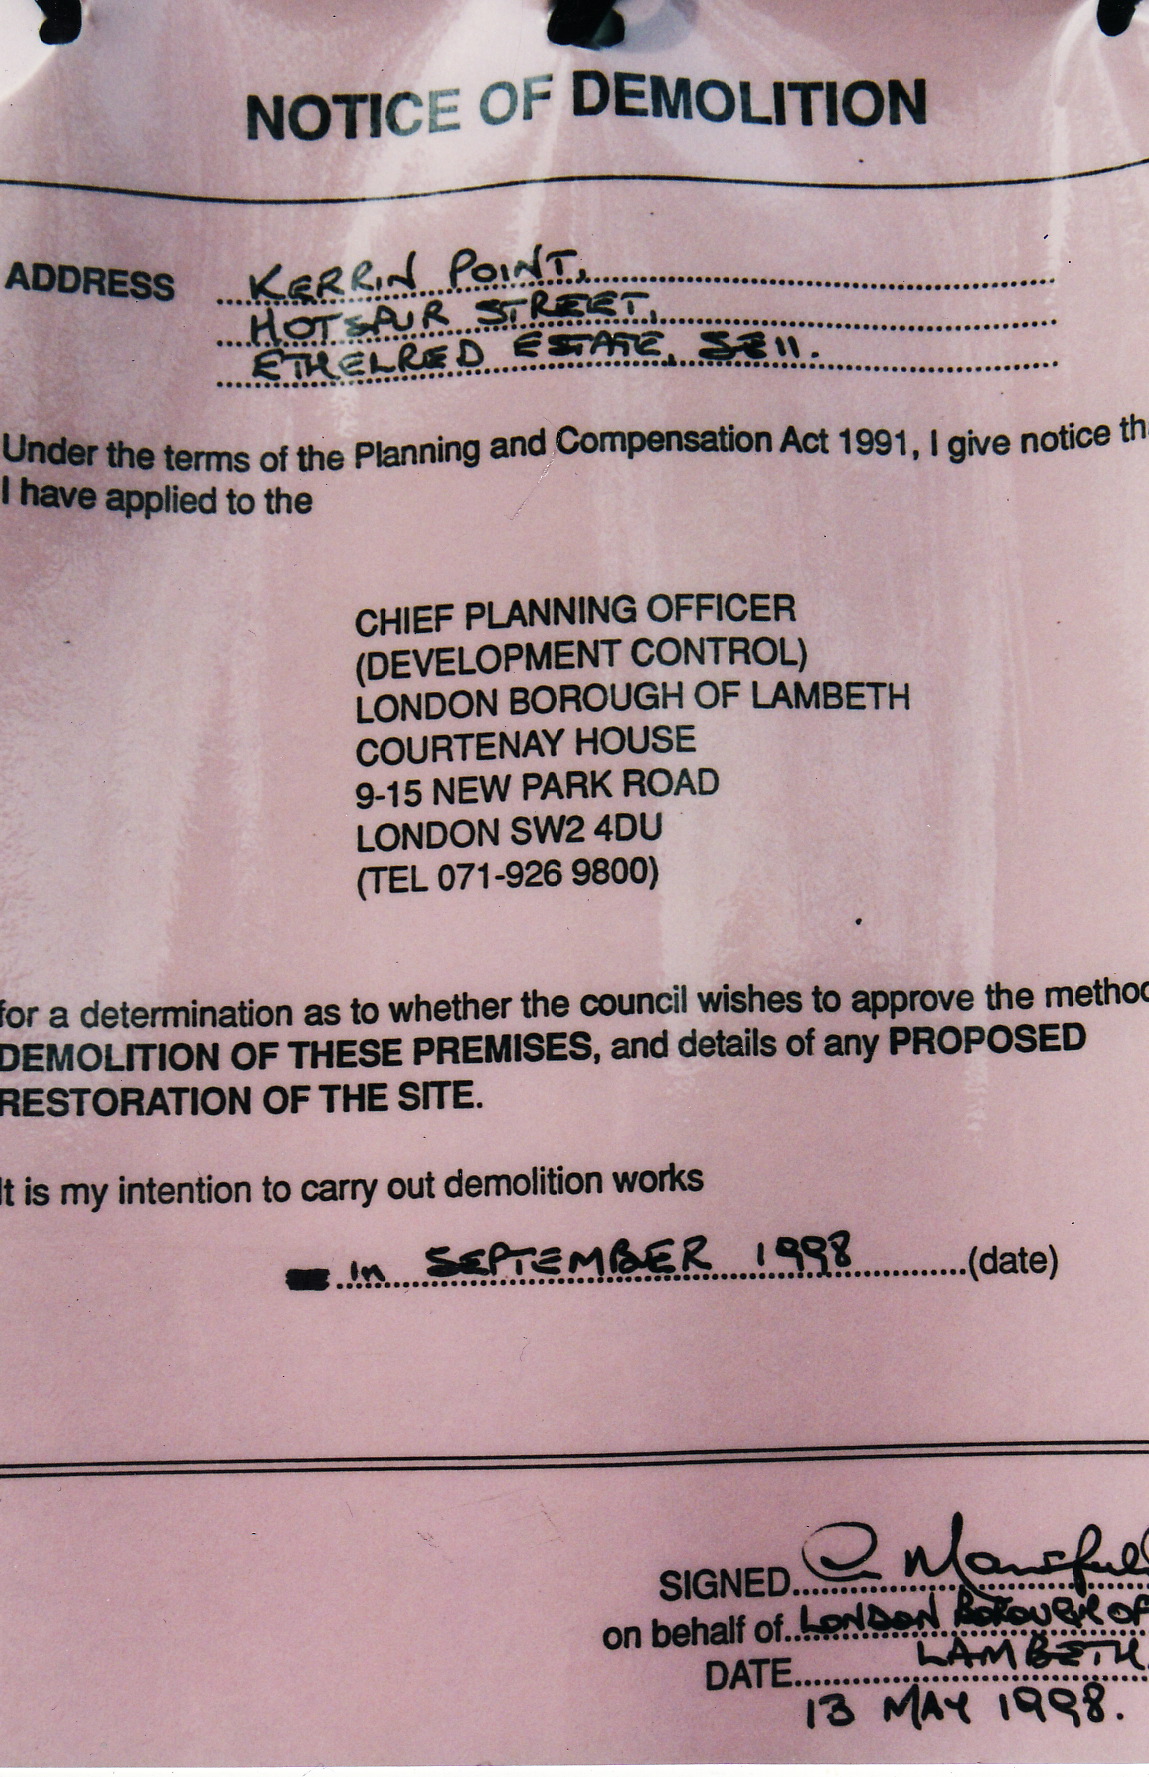 NOTICE OF DEMOLITION
ADDRESS KERRIN POINT,
HOTSPUR STREET,
ETHELRED ESTATE, SE11.
Under the terms of the Planning and Compensation Act 1991, I give notice th
I have applied to the
CHIEF PLANNING OFFICER
(DEVELOPMENT CONTROL)
LONDON BOROUGH OF LAMBETH
COURTENAY HOUSE
9-15 NEW PARK ROAD
LONDON SW2 4DU
(TEL 071-926 9800)
for a determination as to whether the council wishes to approve the method
DEMOLITION OF THESE PREMISES, and details of any PROPOSED
RESTORATION OF THE SITE.
It is my intention to carry out demolition works
in SEPTEMBER 1998 (date)
SIGNED
on behalf of LONDON BOROUGH OF
LAMBETH
DATE
13 MAY 1998.